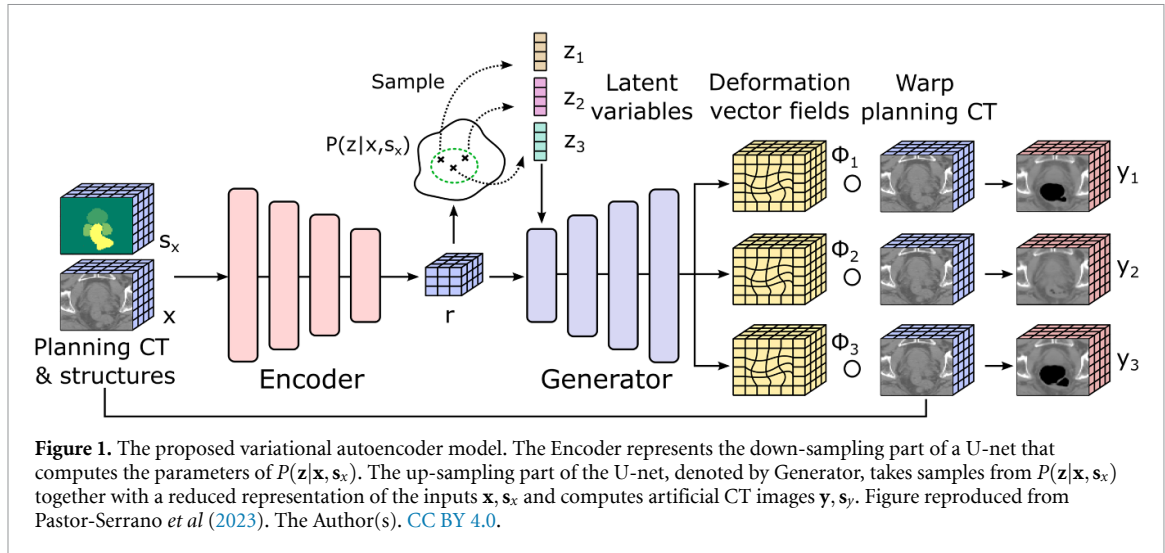 Sample
z1
z2
z3
Latent
variables
Deformation
vector fields
Warp
planning CT
P(z|x,sx)
Φ1
y1
sx
x
Φ2
y2
r
Φ3
y3
Planning CT
& structures
Encoder
Generator
Figure 1. The proposed variational autoencoder model. The Encoder represents the down-sampling part of a U-net that
computes the parameters of P(z|x, sx). The up-sampling part of the U-net, denoted by Generator, takes samples from P(z|x, sx)
together with a reduced representation of the inputs x, sx and computes artificial CT images y, sy. Figure reproduced from
Pastor-Serrano et al (2023). The Author(s). CC BY 4.0.